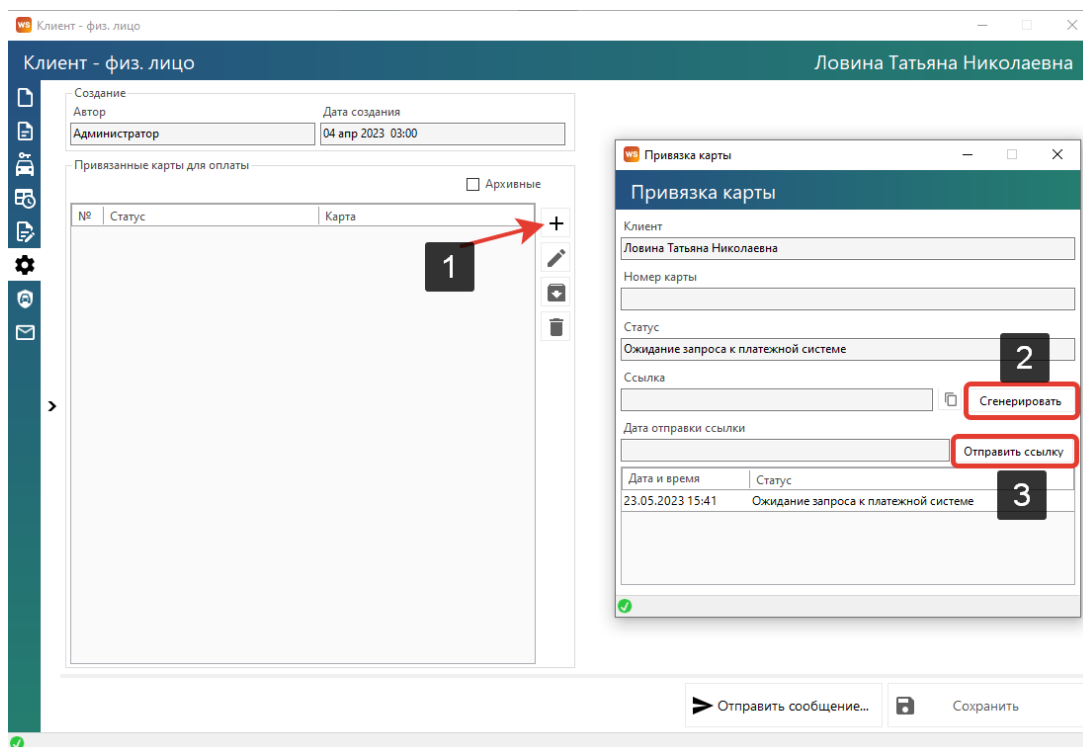 WS Клиент - физ. лицо
Клиент - физ. лицо
Ловина Татьяна Николаевна
Создание
Автор Дата создания
Администратор 04 апр 2023 03:00
Привязанные карты для оплаты
Архивные
№ Статус Карта
1
WS Привязка карты
Привязка карты
Клиент
Ловина Татьяна Николаевна
Номер карты
Статус
Ожидание запроса к платежной системе
2
Ссылка
Сгенерировать
Дата отправки ссылки
Отправить ссылку
Дата и время Статус
3
23.05.2023 15:41 Ожидание запроса к платежной системе
Отправить сообщение... Сохранить